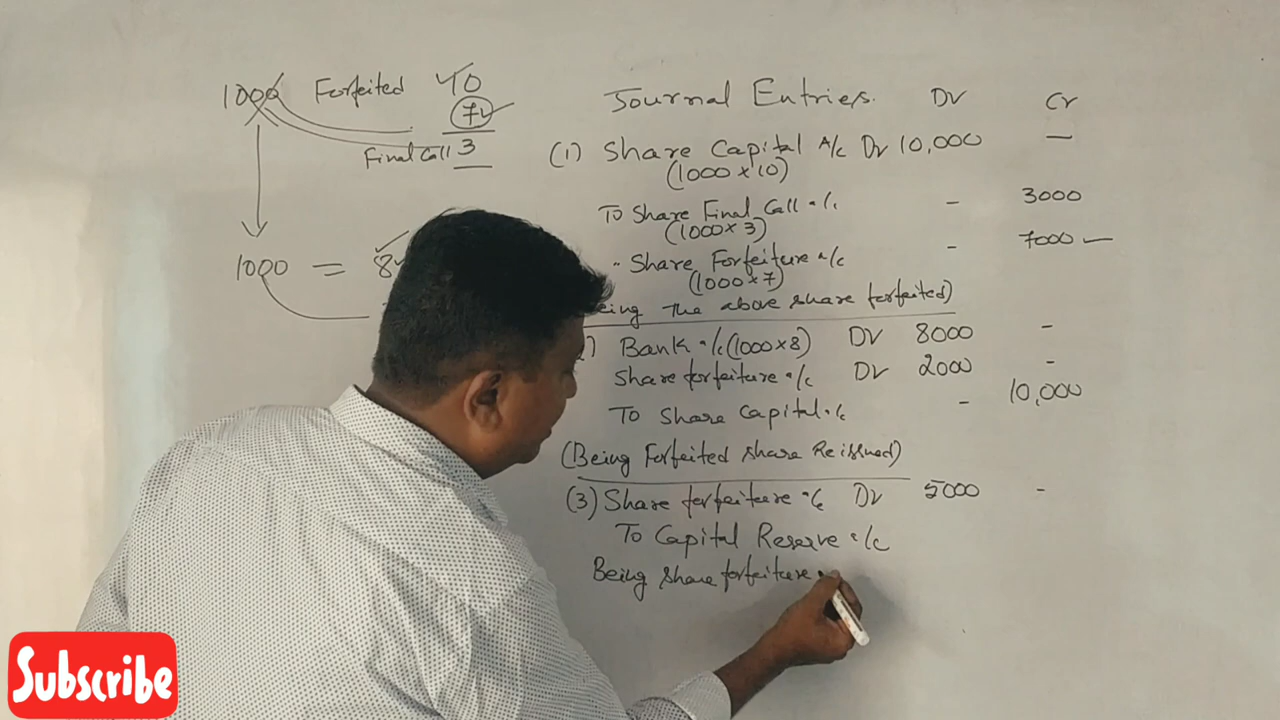 1000 Forfeited 10
7
Final Call 3
1000 = 8
Journal Entries. Dr Cr
(1) Share Capital A/c Dr 10,000 —
(1000 × 10)
To Share Final Call a/c - 3000
(1000 × 3)
" Share Forfeiture a/c - 7000
(1000 × 7)
eing the above share forfeited)
) Bank a/c (1000 × 8) Dr 8000 -
Share forfeiture a/c Dr 2000 -
To Share Capital a/c - 10,000
(Being Forfeited share Reissued)
(3) Share forfeiture a/c Dr 5000 -
To Capital Reserve a/c
Being share forfeiture
Subscribe